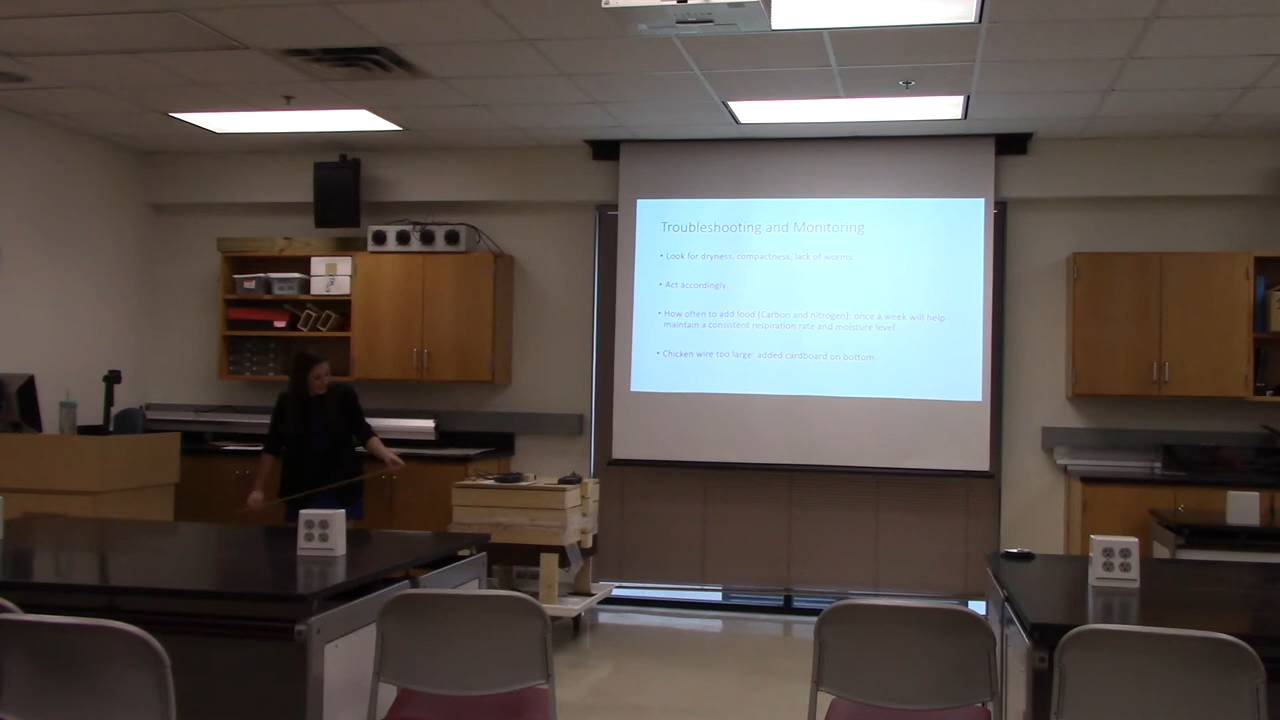 Troubleshooting and Monitoring
• Look for dryness, compactness, lack of worms
• Act accordingly
• How often to add food (Carbon and nitrogen): once a week will help
maintain a consistent respiration rate and moisture level
• Chicken wire too large: added cardboard on bottom